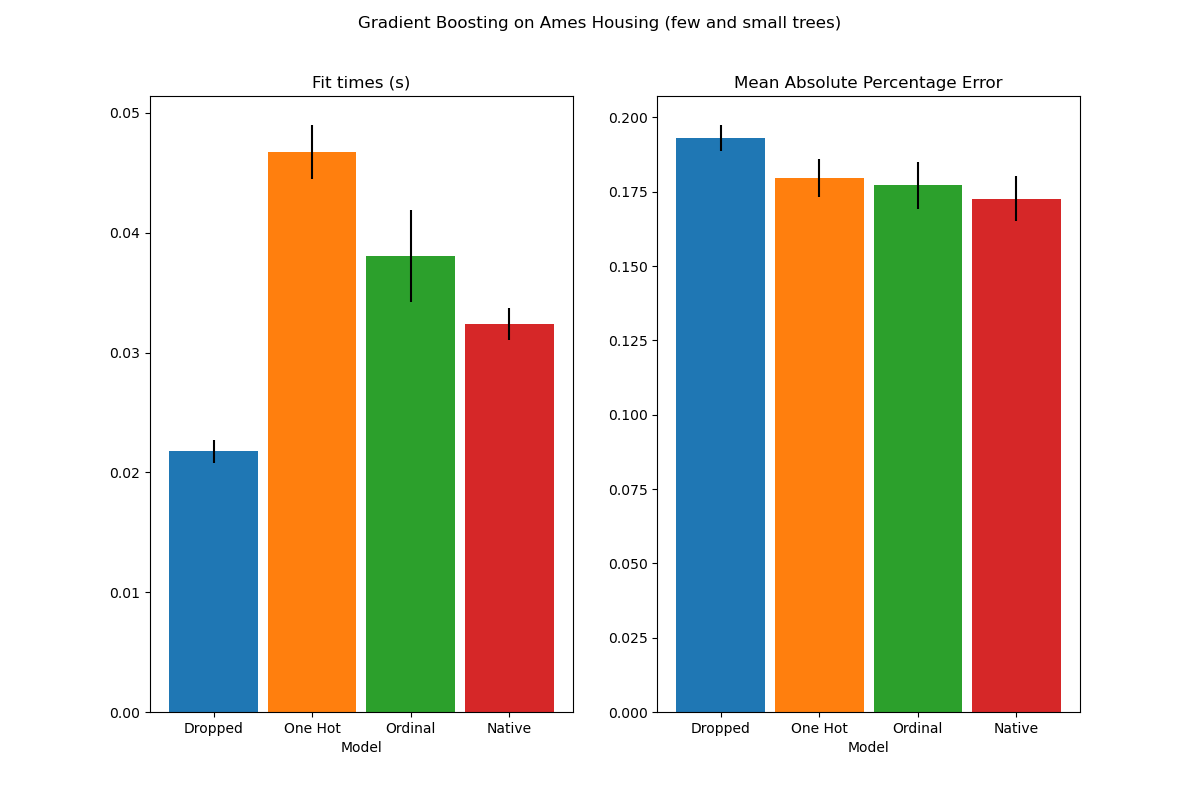 Gradient Boosting on Ames Housing (few and small trees)
Fit times (s)
0.05
0.04
0.03
0.02
0.01
0.00
Dropped One Hot Ordinal Native
Model
Mean Absolute Percentage Error
0.200
0.175
0.150
0.125
0.100
0.075
0.050
0.025
0.000
Dropped One Hot Ordinal Native
Model